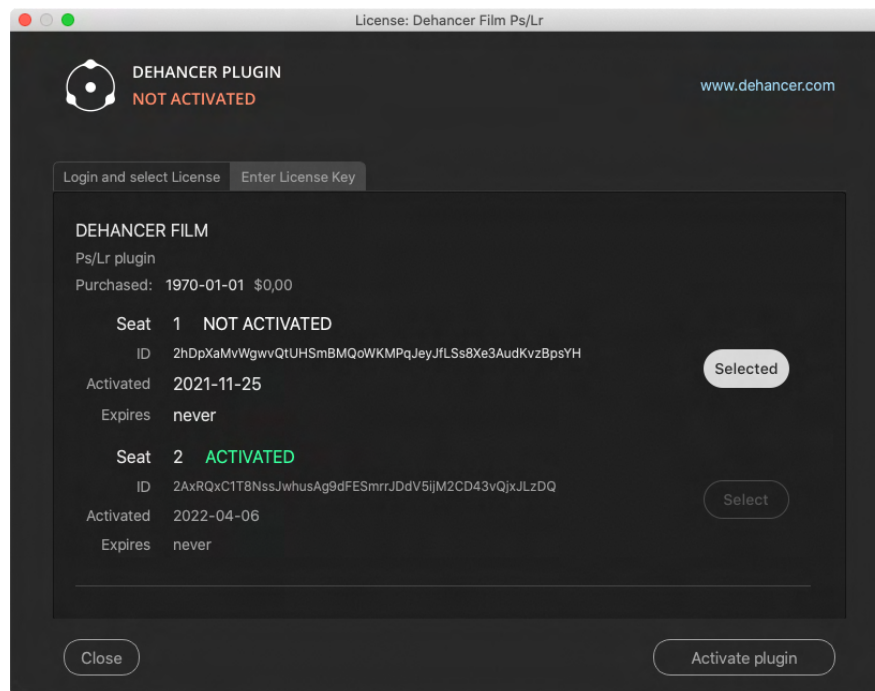 License: Dehancer Film Ps/Lr
DEHANCER PLUGIN
NOT ACTIVATED
www.dehancer.com
Login and select License
Enter License Key
DEHANCER FILM
Ps/Lr plugin
Purchased: 1970-01-01 $0,00
Seat 1 NOT ACTIVATED
ID 2hDpXaMvWgwvQtUHSmBMQoWKMPqJeyJfLSs8Xe3AudKvzBpsYH
Selected
Activated 2021-11-25
Expires never
Seat 2 ACTIVATED
ID 2AxRQxC1T8NssJwhusAg9dFESmrrJDdV5ijM2CD43vQjxJLzDQ
Select
Activated 2022-04-06
Expires never
Close
Activate plugin